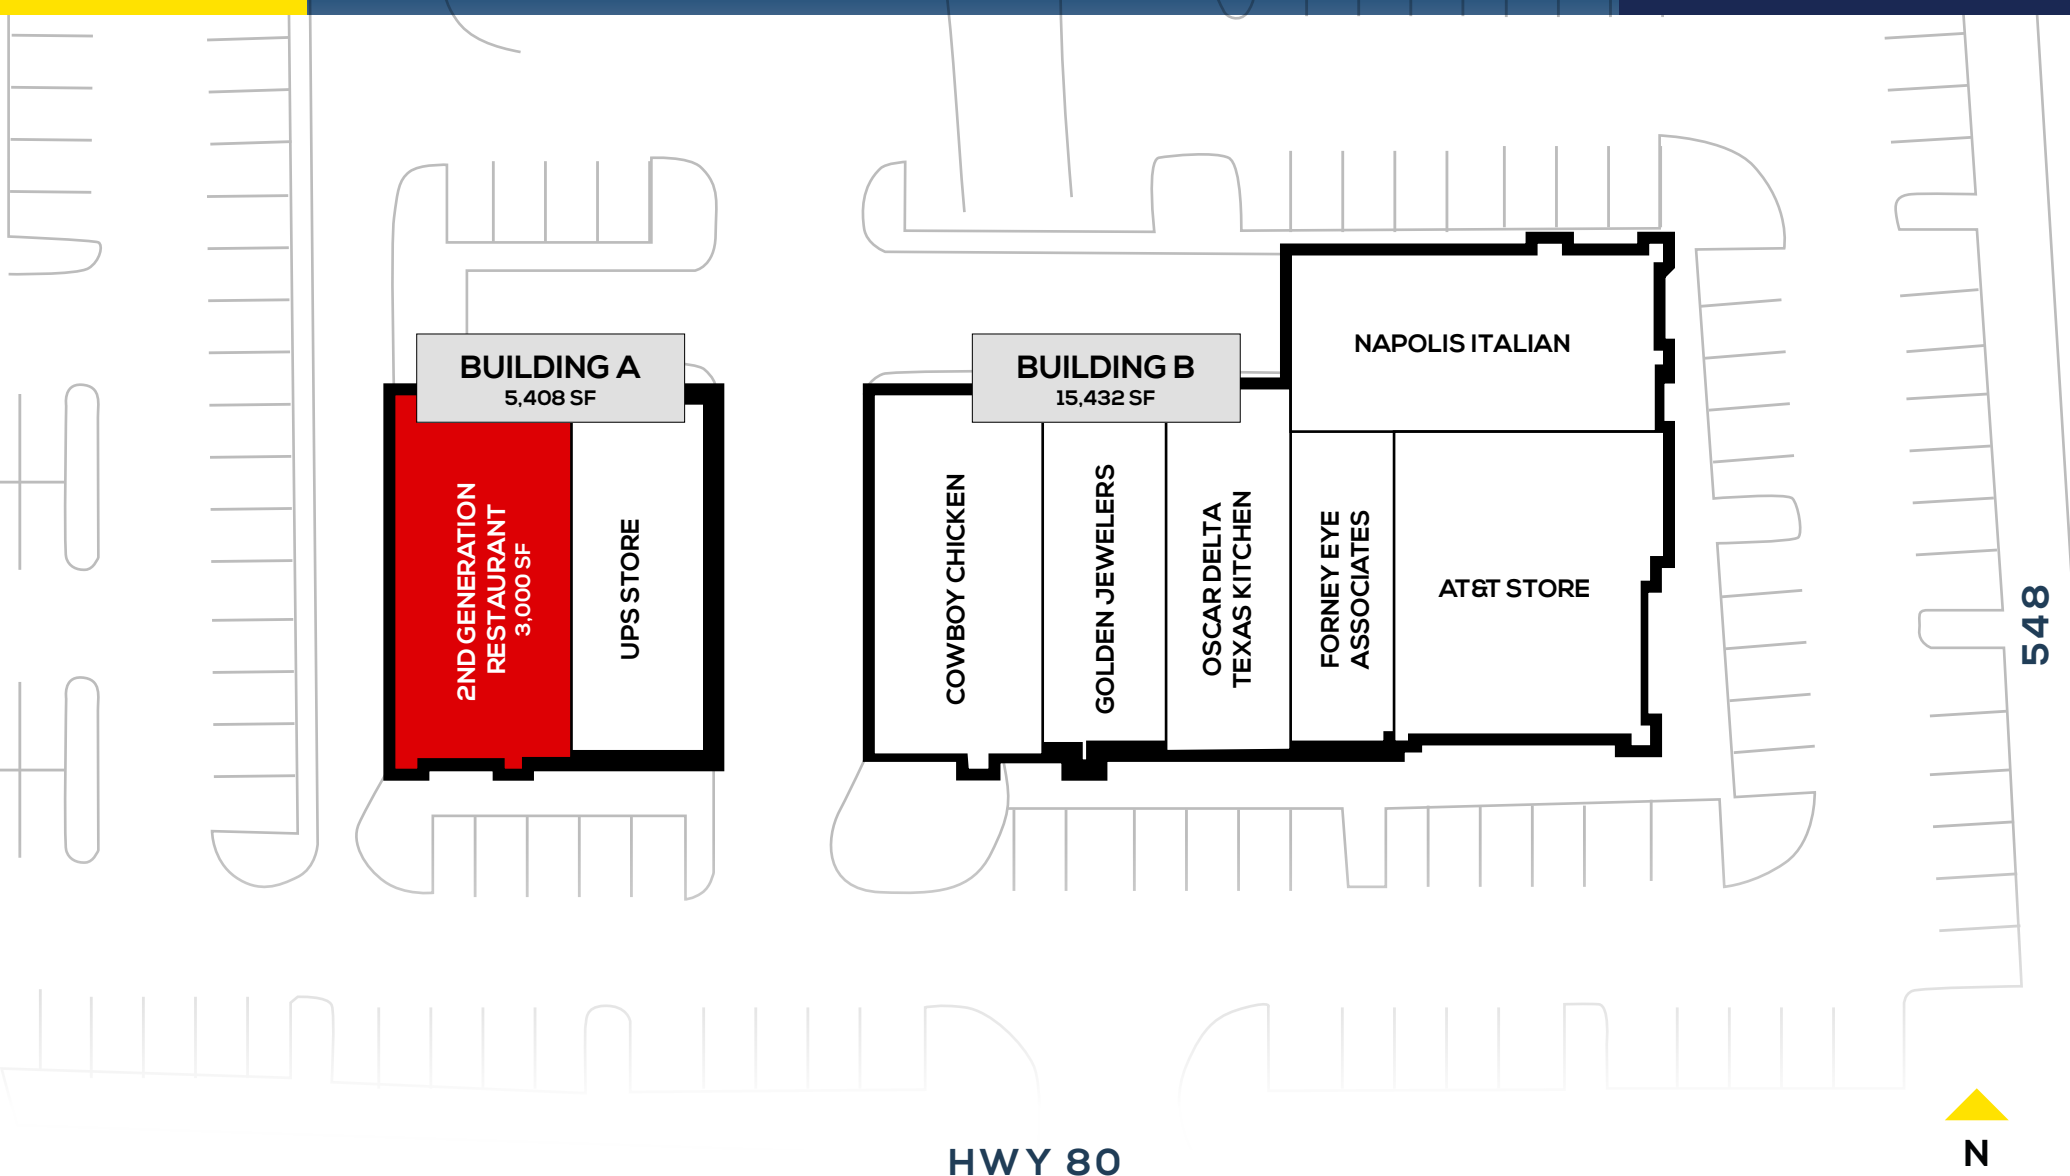 BUILDING A
5,408 SF
2ND GENERATION
RESTAURANT
3,000 SF
UPS STORE
BUILDING B
15,432 SF
COWBOY CHICKEN
GOLDEN JEWELERS
OSCAR DELTA
TEXAS KITCHEN
NAPOLIS ITALIAN
FORNEY EYE
ASSOCIATES
AT&T STORE
548
HWY 80
N